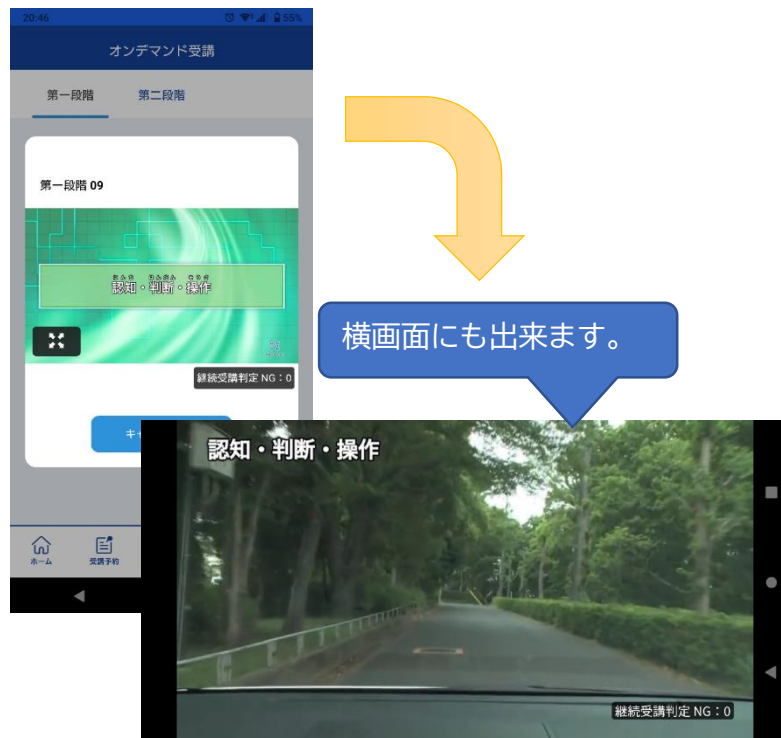 20:46
55%
オンデマンド受講
第一段階 第二段階
第一段階 09
にんち はんだん そうさ
認知・判断・操作
継続受講判定 NG：0
横画面にも出来ます。
キャ
認知・判断・操作
ホーム 受講予約
継続受講判定 NG：0